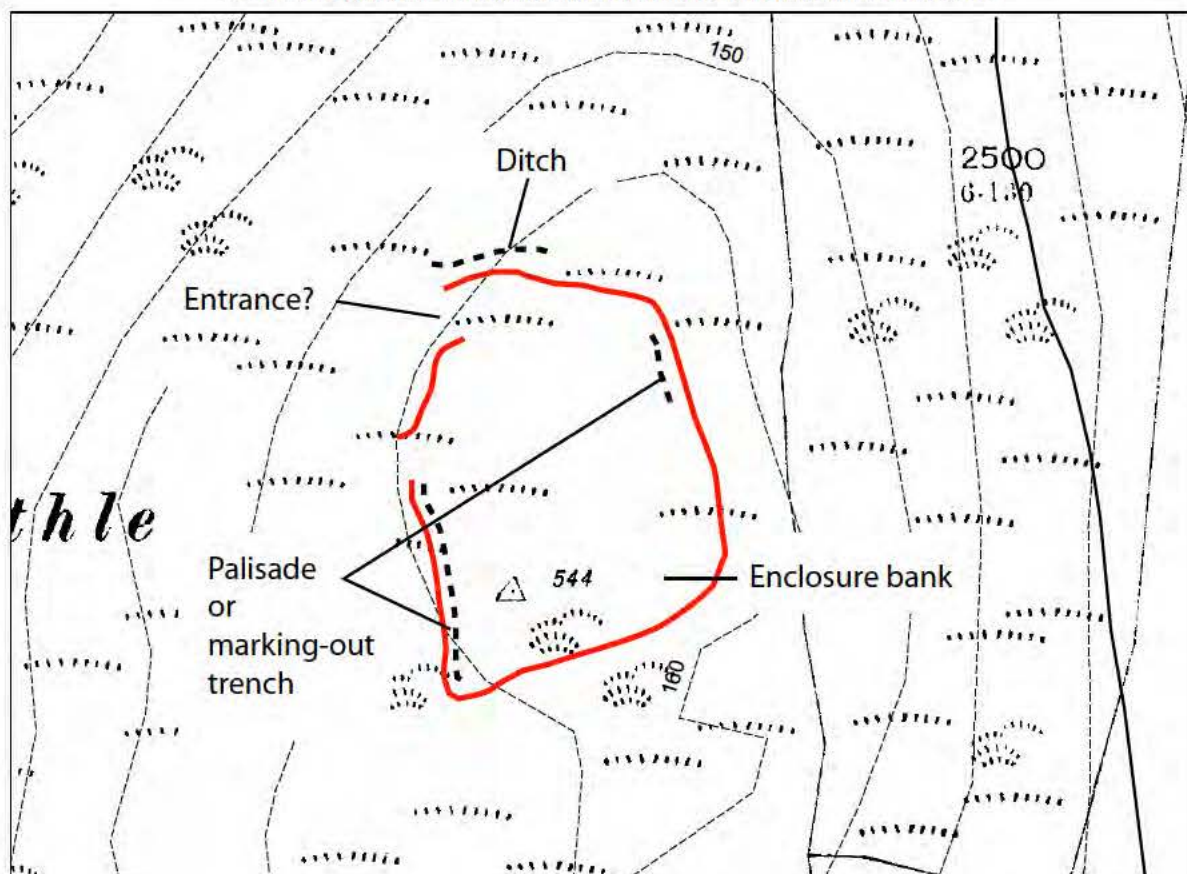 150
Ditch
2500
Entrance?
thle
Palisade
or
marking-out
trench
544
Enclosure bank
160